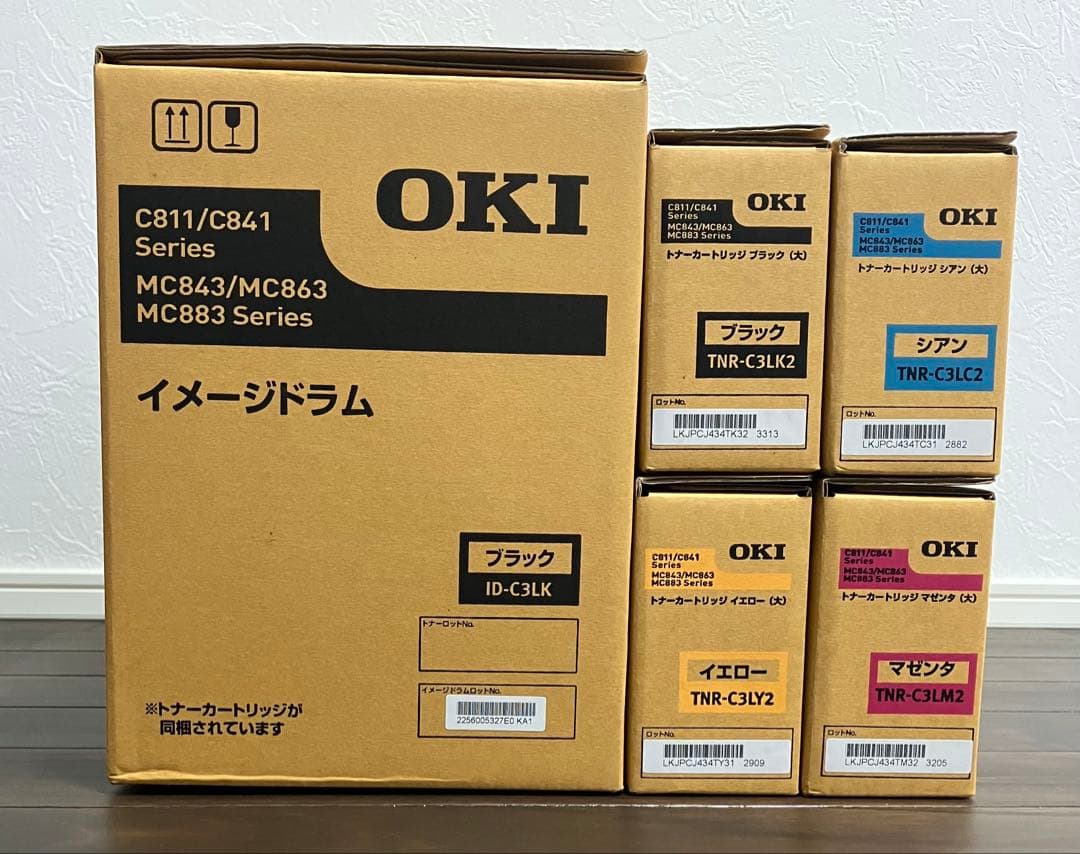 OKI
C811/C841
Series
MC843/MC863
MC883 Series
イメージドラム
ブラック
ID-C3LK
トナーロットNo.
イメージドラムロットNo.
2256005327E0 KA1
※トナーカートリッジが
同梱されています
OKI
C811/C841
Series
MC843/MC863
MC883 Series
トナーカートリッジ ブラック（大）
ブラック
TNR-C3LK2
ロットNo.
LKJPCJ434TK32 3313
OKI
C811/C841
Series
MC843/MC863
MC883 Series
トナーカートリッジ シアン（大）
シアン
TNR-C3LC2
ロットNo.
LKJPCJ434TC31 2882
OKI
C811/C841
Series
MC843/MC863
MC883 Series
トナーカートリッジ イエロー（大）
イエロー
TNR-C3LY2
ロットNo.
LKJPCJ434TY31 2909
OKI
C811/C841
Series
MC843/MC863
MC883 Series
トナーカートリッジ マゼンタ（大）
マゼンタ
TNR-C3LM2
ロットNo.
LKJPCJ434TM32 3205